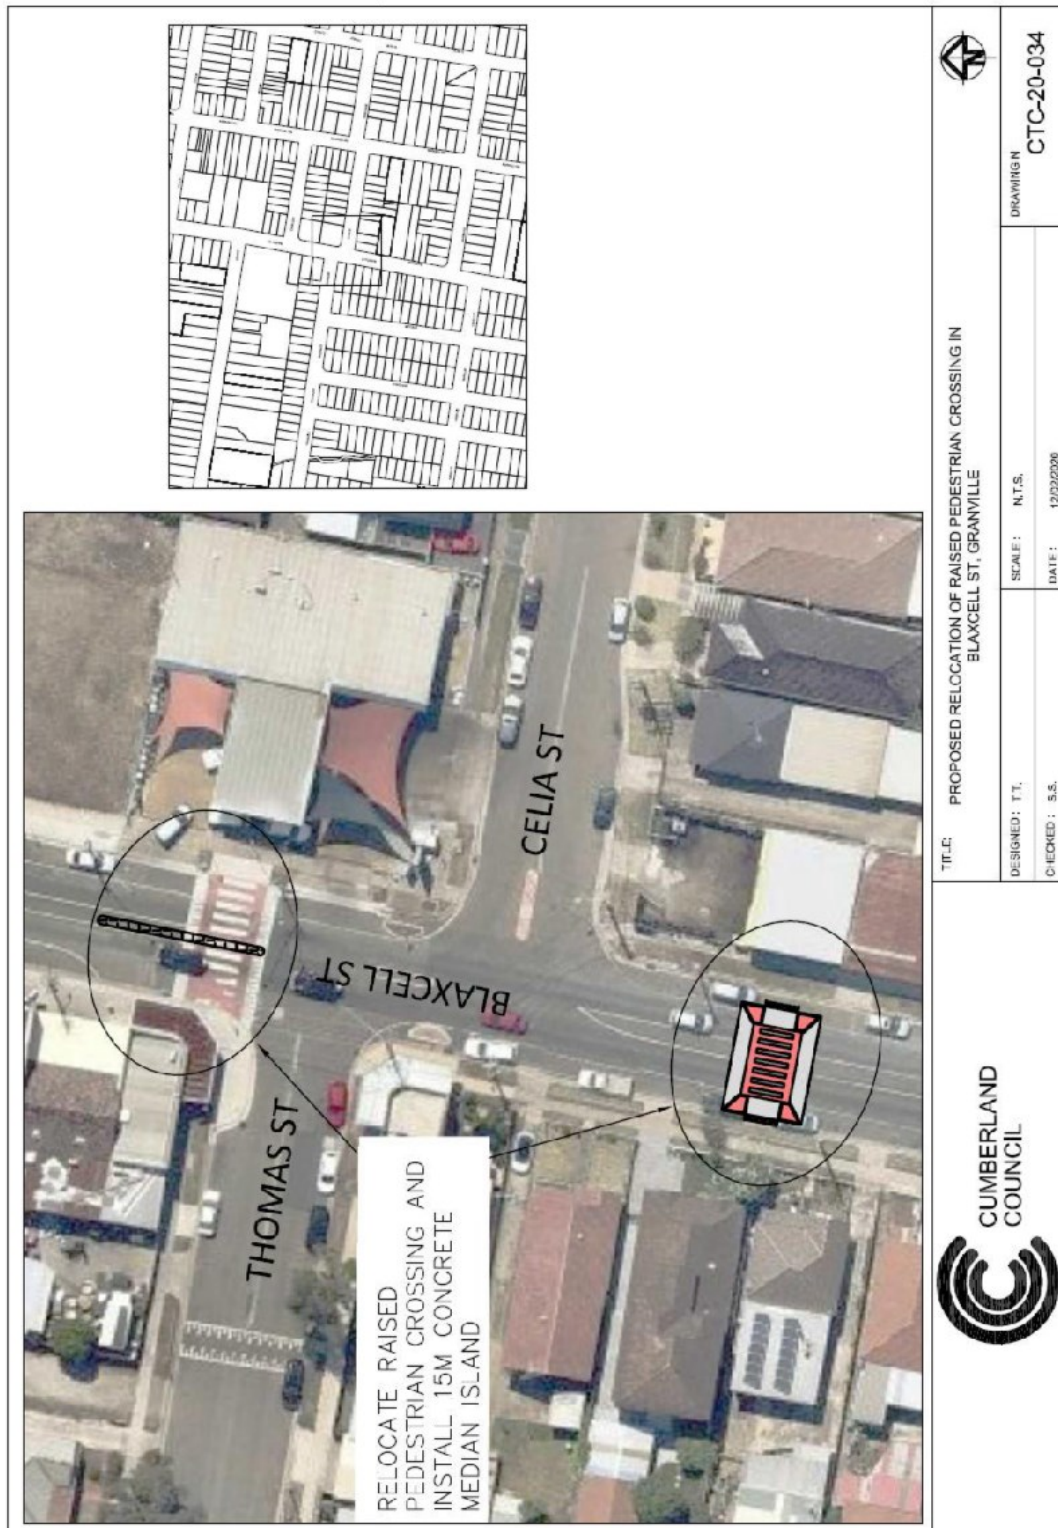 THOMAS ST
BLAXCELL ST
CELIA ST
RELOCATE RAISED
PEDESTRIAN CROSSING AND
INSTALL 15M CONCRETE
MEDIAN ISLAND
CUMBERLAND
COUNCIL
PROPOSED RELOCATION OF RAISED PEDESTRIAN CROSSING IN
BLAXCELL ST, GRANVILLE
N
DESIGNED : T.T.
SCALE : N.T.S.
DRAWING N
CTC-20-034
CHECKED : S.S.
DATE :